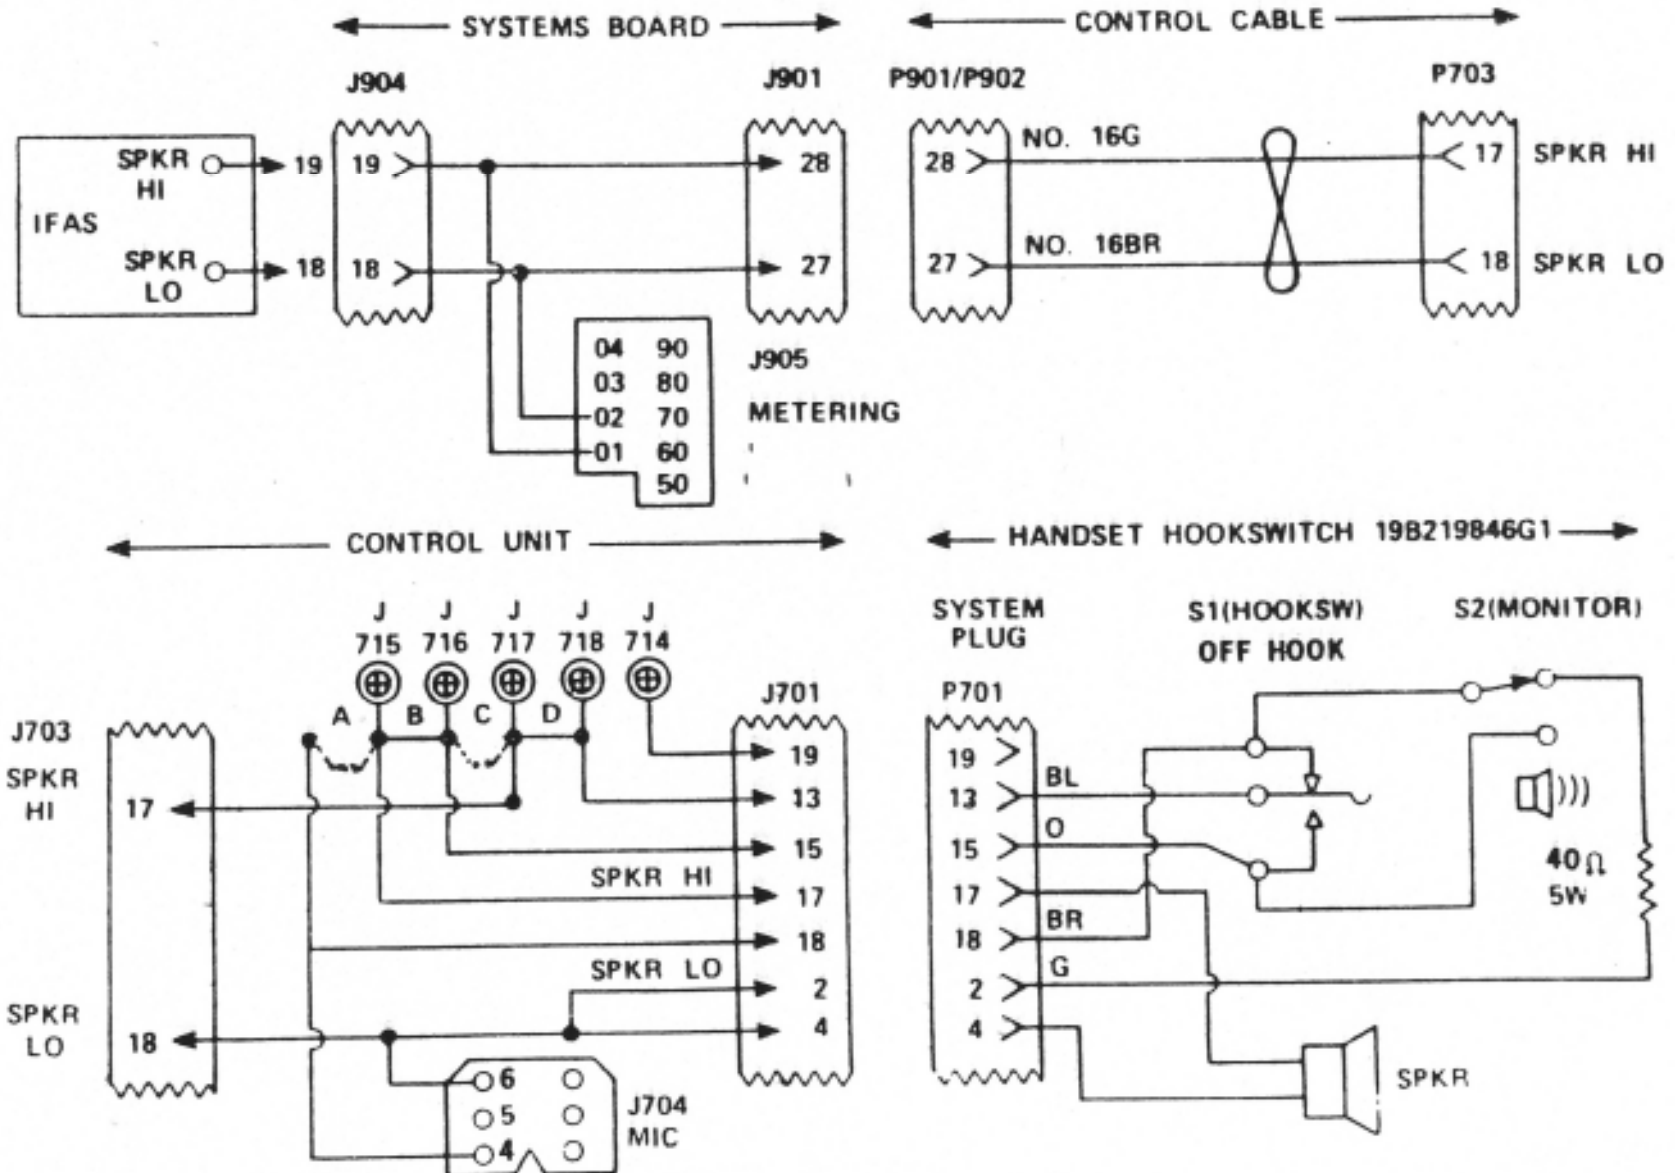 SYSTEMS BOARD
CONTROL CABLE
J904
J901
P901/P902
P703
IFAS
SPKR
HI
19
19
28
28
NO. 16G
17
SPKR HI
SPKR
LO
18
18
27
27
NO. 16BR
18
SPKR LO
04 90
03 80
02 70
01 60
50
J905
METERING
CONTROL UNIT
HANDSET HOOKSWITCH 19B219846G1
J J J J J
715 716 717 718 714
A B C D
J703
SPKR
HI
17
SPKR
LO
18
J701
19
13
15
SPKR HI
17
18
SPKR LO
2
4
6
5
4
J704
MIC
SYSTEM
PLUG
P701
19
13
BL
15
O
17
18
BR
2
G
4
S1(HOOKSW)
OFF HOOK
S2(MONITOR)
40Ω
5W
SPKR